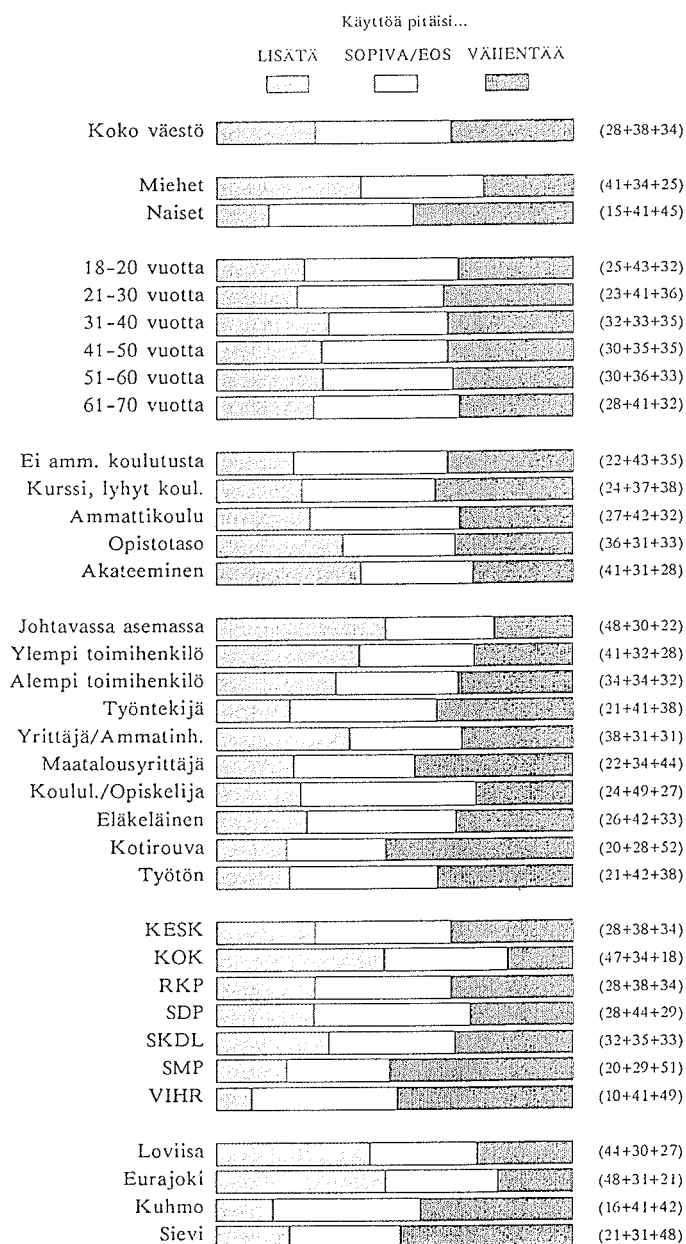 Käyttöä pitäisi...
LISÄTÄ SOPIVA/EOS VÄHENTÄÄ
Koko väestö (28+38+34)
Miehet (41+34+25)
Naiset (15+41+45)
18-20 vuotta (25+43+32)
21-30 vuotta (23+41+36)
31-40 vuotta (32+33+35)
41-50 vuotta (30+35+35)
51-60 vuotta (30+36+33)
61-70 vuotta (28+41+32)
Ei amm. koulutusta (22+43+35)
Kurssi, lyhyt koul. (24+37+38)
Ammattikoulu (27+42+32)
Opistotaso (36+31+33)
Akateeminen (41+31+28)
Johtavassa asemassa (48+30+22)
Ylempi toimihenkilö (41+32+28)
Alempi toimihenkilö (34+34+32)
Työntekijä (21+41+38)
Yrittäjä/Ammatinh. (38+31+31)
Maatalousyrittäjä (22+34+44)
Koulul./Opiskelija (24+49+27)
Eläkeläinen (26+42+33)
Kotirouva (20+28+52)
Työtön (21+42+38)
KESK (28+38+34)
KOK (47+34+18)
RKP (28+38+34)
SDP (28+44+29)
SKDL (32+35+33)
SMP (20+29+51)
VIHR (10+41+49)
Loviisa (44+30+27)
Eurajoki (48+31+21)
Kuhmo (16+41+42)
Sievi (21+31+48)